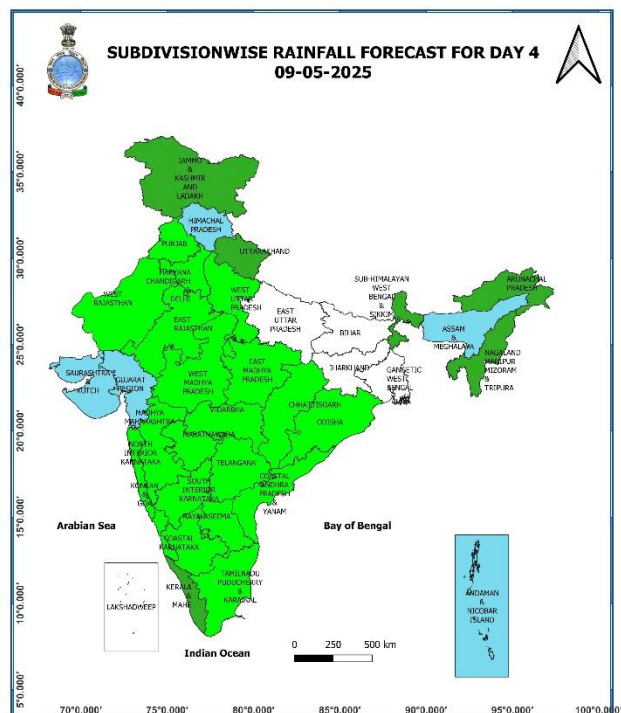 SUBDIVISIONWISE RAINFALL FORECAST FOR DAY 4
09-05-2025
40°0.000'
35°0.000'
30°0.000'
25°0.000'
20°0.000'
15°0.000'
10°0.000'
5°0.000'
JAMMU
&
KASHMIR
AND
LADAKH
HIMACHAL
PRADESH
PUNJAB
UTTARAKHAND
HARYANA
CHANDIGARH
&
DELHI
WEST
RAJASTHAN
WEST
UTTAR
PRADESH
EAST
RAJASTHAN
EAST
UTTAR
PRADESH
SUB-HIMALAYAN
WEST
BENGAL
&
SIKKIM
ARUNACHAL
PRADESH
BIHAR
ASSAM
&
MEGHALAYA
NAGALAND
MANIPUR
MIZORAM
&
TRIPURA
JHARKHAND
GANGETIC
WEST
BENGAL
SAURASHTRA
&
KUTCH
GUJARAT
REGION
WEST
MADHYA
PRADESH
EAST
MADHYA
PRADESH
CHHATTISGARH
ODISHA
VIDARBHA
MADHYA
MAHARASHTRA
MARATHAWADA
NORTH
INTERIOR
KARNATAKA
TELANGANA
KONKAN
&
GOA
SOUTH
INTERIOR
KARNATAKA
COASTAL
ANDHRA
PRADESH
&
YANAM
RAYALASEEMA
COASTAL
KARNATAKA
Arabian Sea
Bay of Bengal
LAKSHADWEEP
KERALA
&
MAHE
TAMILNADU
PUDUCHERRY
&
KARAIKAL
ANDAMAN
&
NICOBAR
ISLAND
Indian Ocean
0 250 500 km
70°0.000' 75°0.000' 80°0.000' 85°0.000' 90°0.000' 95°0.000' 100°0.000'